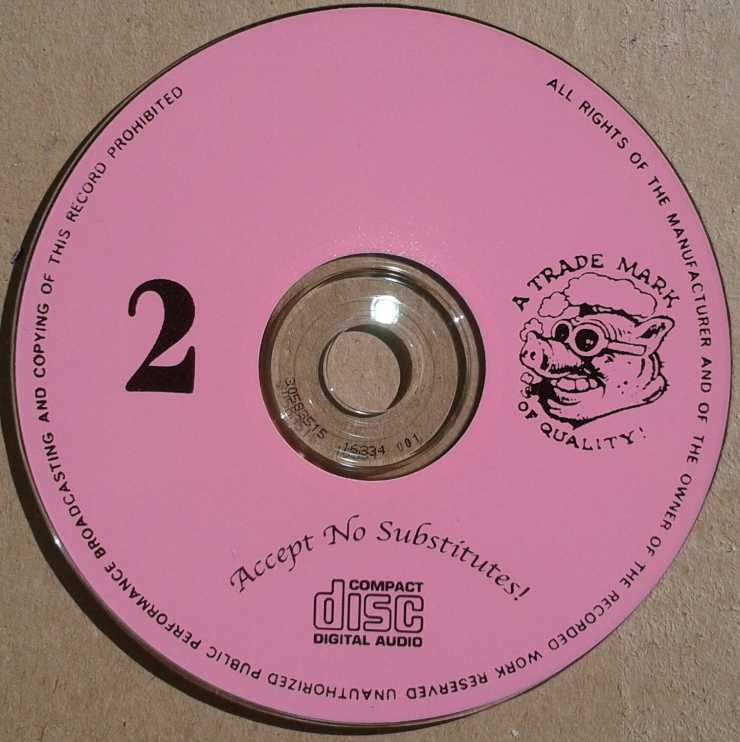 ALL RIGHTS OF THE MANUFACTURER AND OF THE OWNER OF THE RECORDED WORK RESERVED UNAUTHORIZED PUBLIC PERFORMANCE BROADCASTING AND COPYING OF THIS RECORD PROHIBITED
2
A TRADE MARK
OF QUALITY!
30582515 16334 001
Accept No Substitutes!
COMPACT
disc
DIGITAL AUDIO